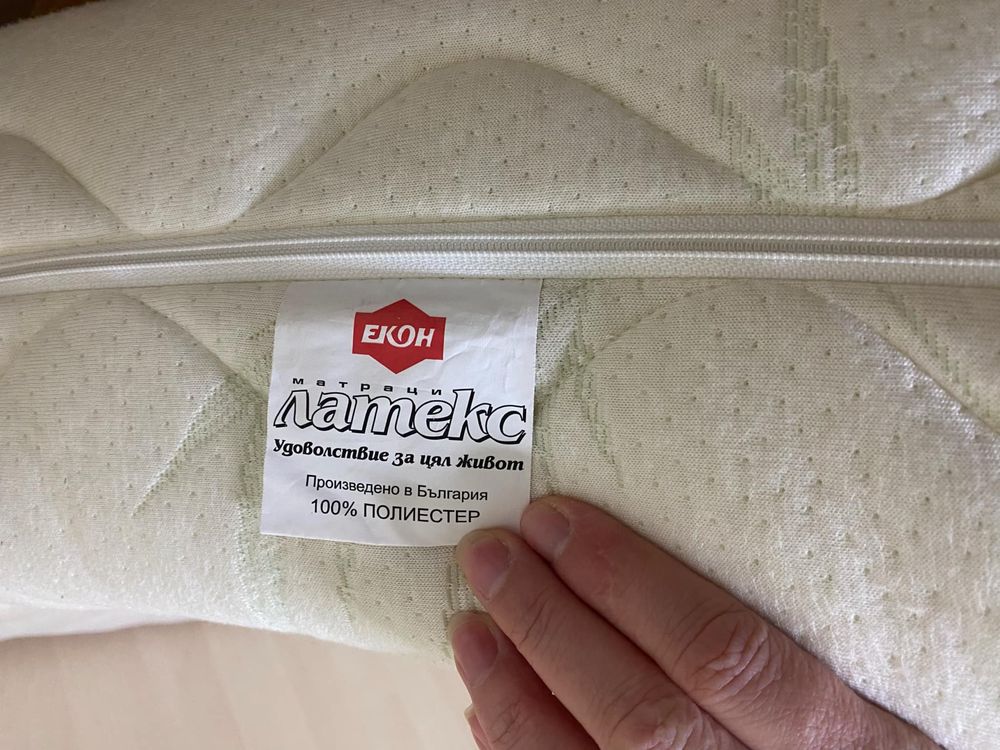 ЕКОН
матраци
латекс
Удоволствие за цял живот
Произведено в България
100% ПОЛИЕСТЕР